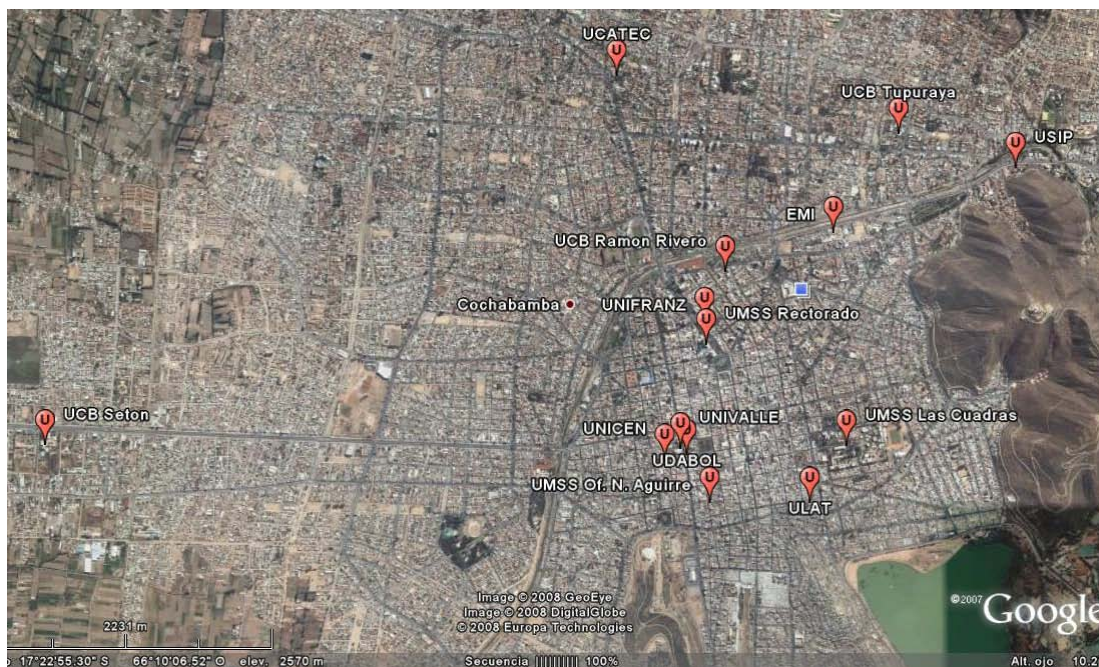 UCATEC
U
UCB Tupuraya
U
USIP
U
EMI
U
UCB Ramon Rivero
U
Cochabamba
UNIFRANZ
U
UMSS Rectorado
U
UCB Seton
U
UNICEN
U
U
UNIVALLE
UDABOL
UMSS Las Cuadras
U
UMSS Of. N. Aguirre
U
ULAT
U
Image © 2008 GeoEye
Image © 2008 DigitalGlobe
© 2008 Europa Technologies
©2007 Google
2231 m
17°22'55.30" S 66°10'06.52" O elev. 2570 m
Secuencia |||||||||| 100%
Alt. ojo 10.2